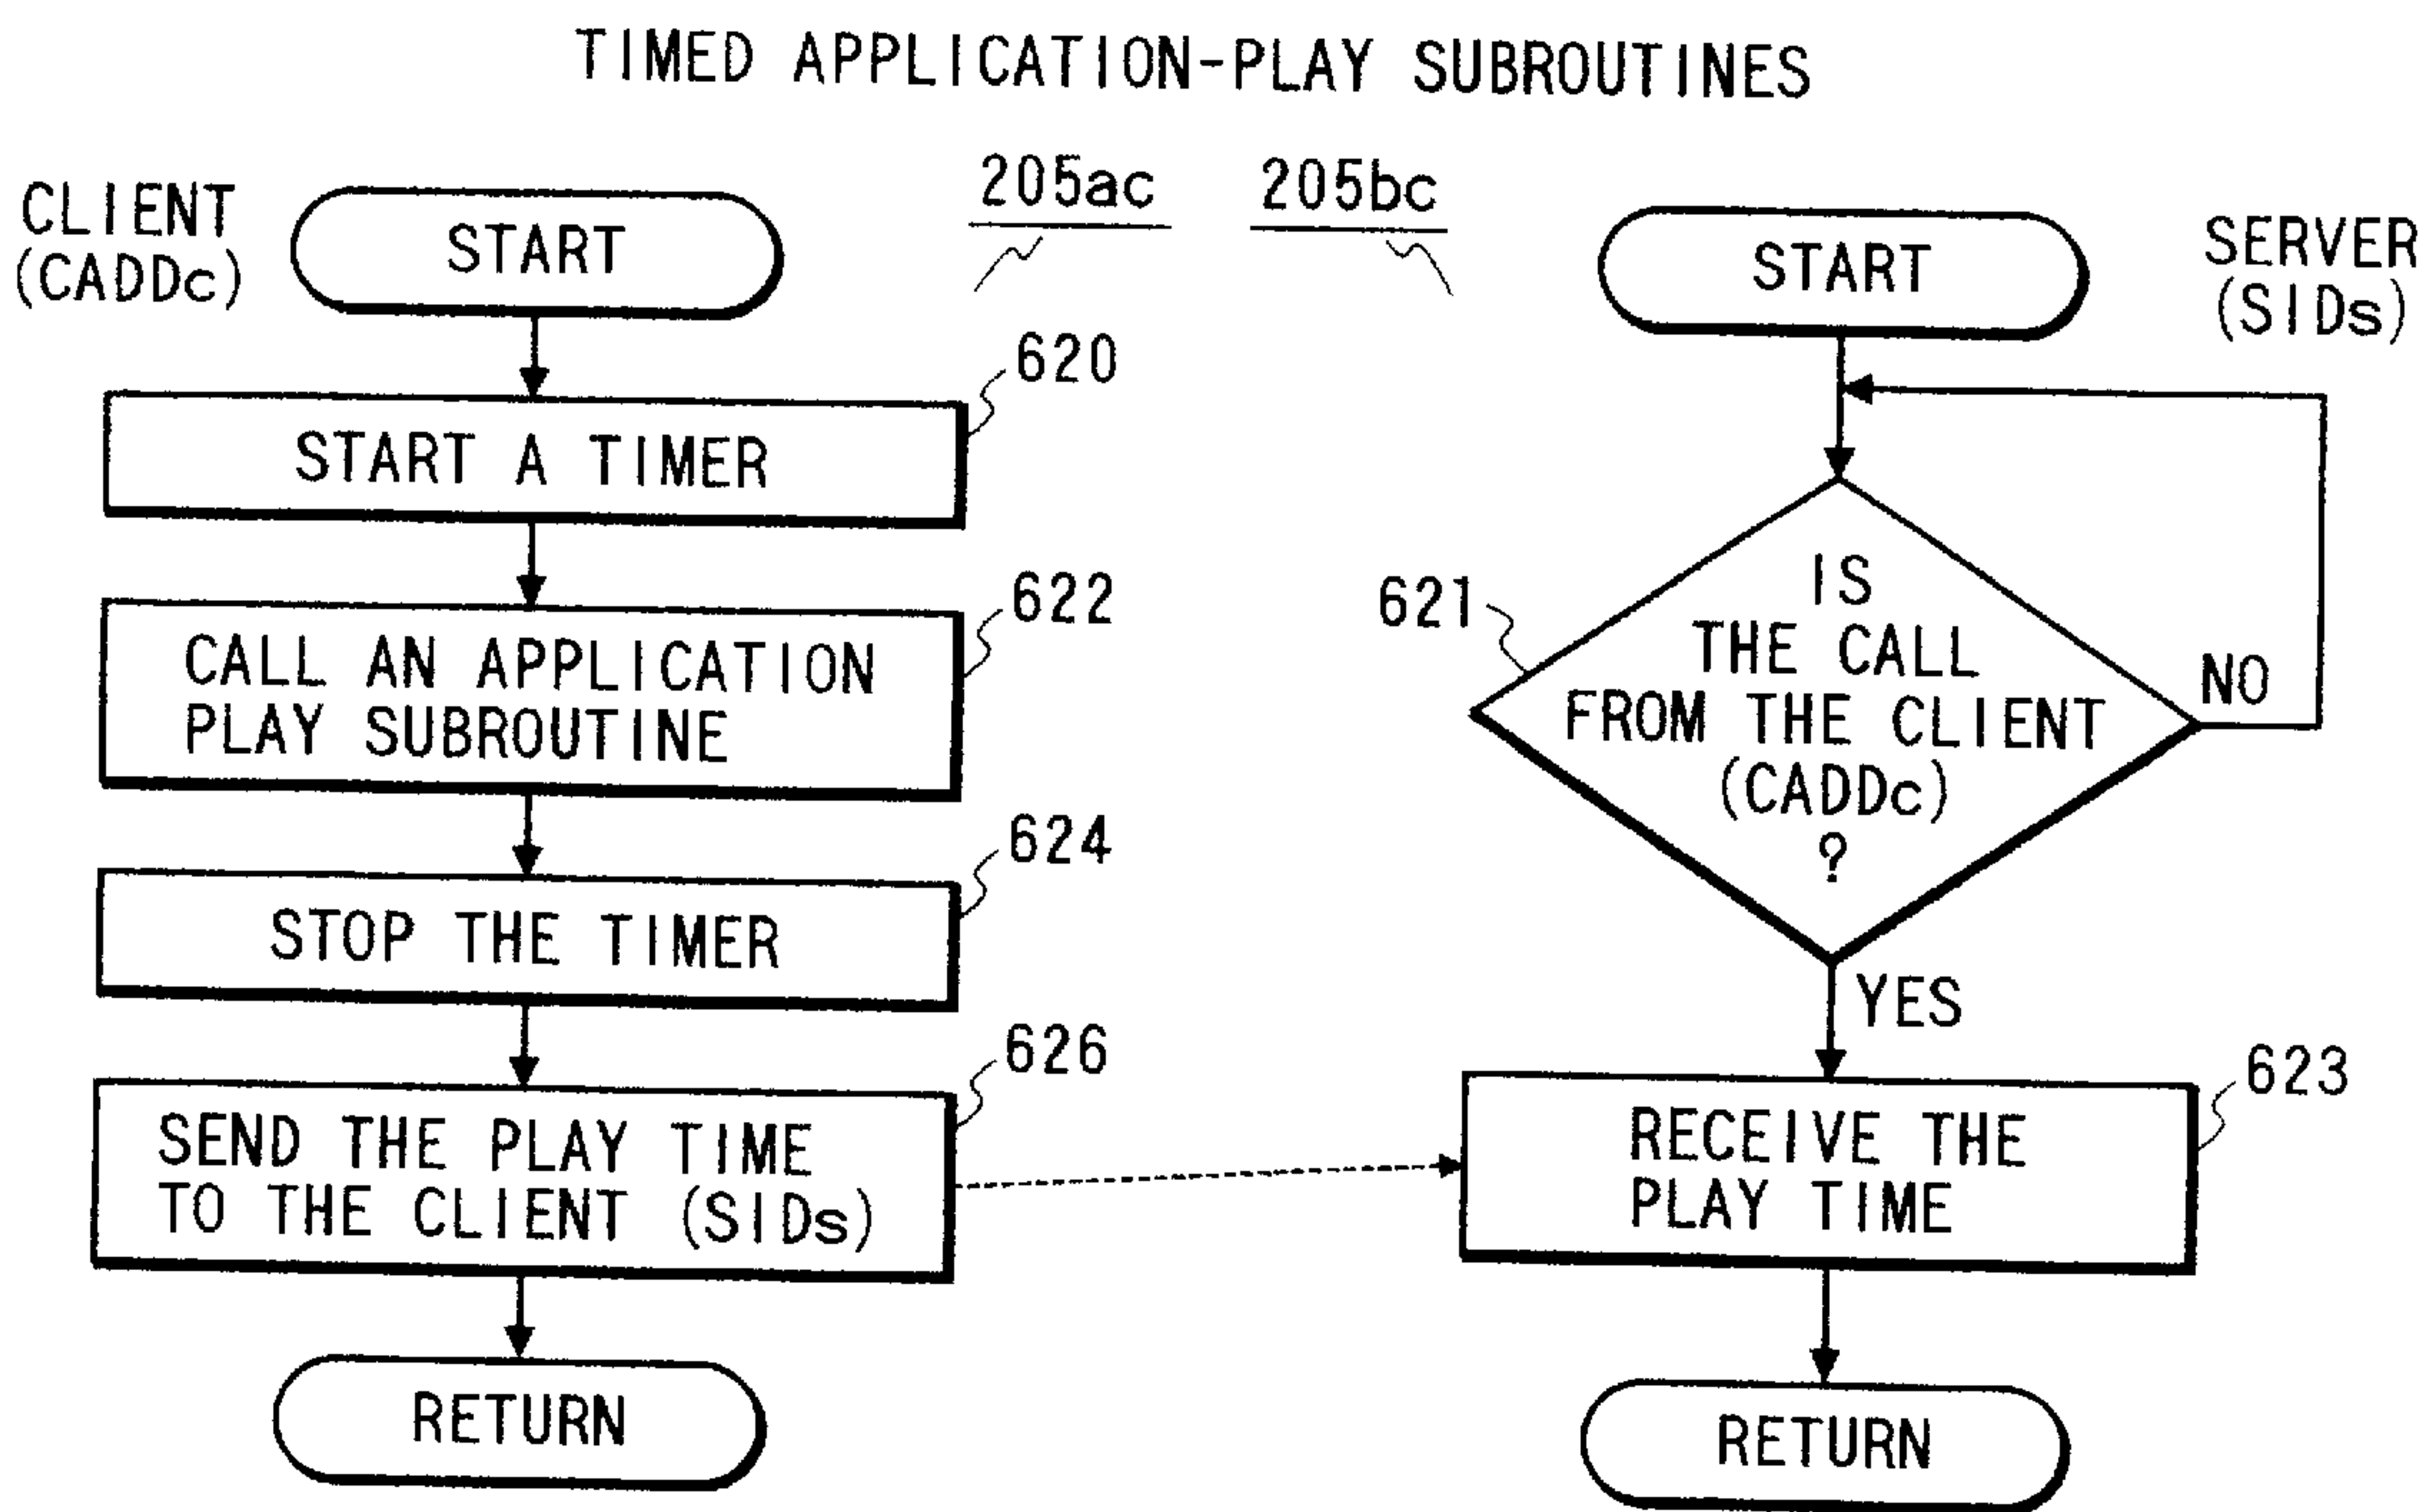 TIMED APPLICATION-PLAY SUBROUTINES
205ac
205bc
CLIENT
(CADDc)
START
620
START A TIMER
622
CALL AN APPLICATION
PLAY SUBROUTINE
624
STOP THE TIMER
626
SEND THE PLAY TIME
TO THE CLIENT (SIDs)
RETURN
SERVER
(SIDs)
START
621
IS
THE CALL
FROM THE CLIENT
(CADDc)
?
NO
YES
623
RECEIVE THE
PLAY TIME
RETURN